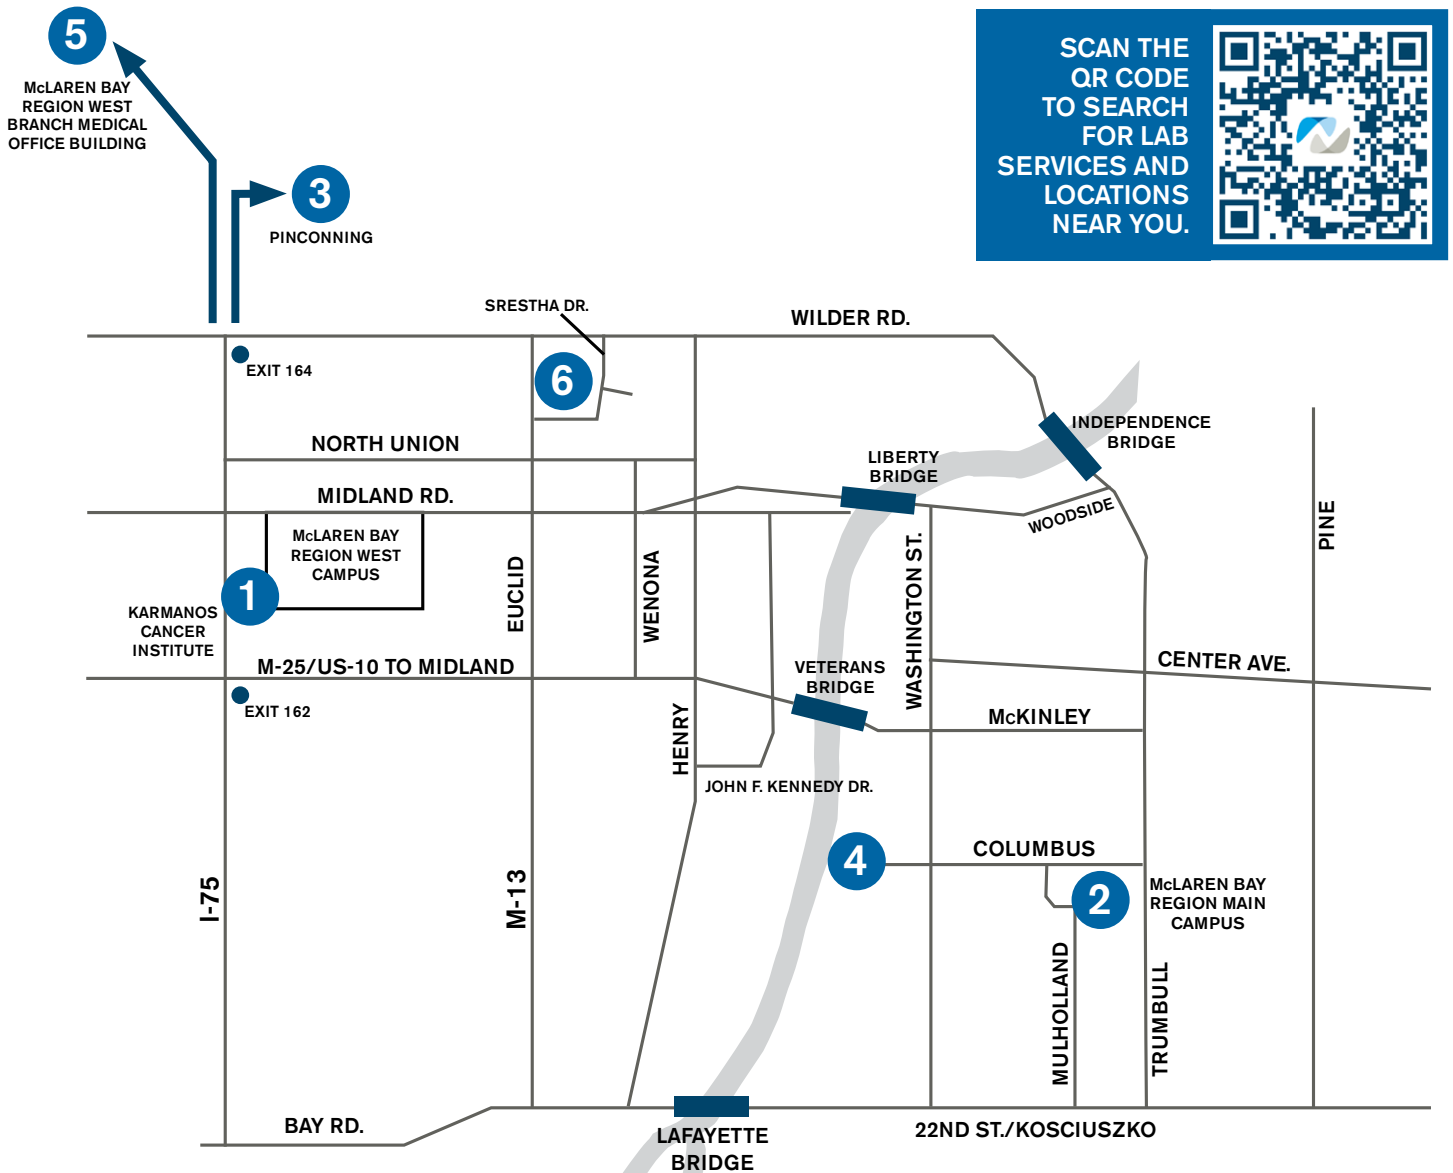 5
McLAREN BAY
REGION WEST
BRANCH MEDICAL
OFFICE BUILDING
3
PINCONNING
SCAN THE
QR CODE
TO SEARCH
FOR LAB
SERVICES AND
LOCATIONS
NEAR YOU.
SRESTHA DR.
WILDER RD.
EXIT 164
6
INDEPENDENCE
BRIDGE
NORTH UNION
LIBERTY
BRIDGE
MIDLAND RD.
WOODSIDE
PINE
McLAREN BAY
REGION WEST
CAMPUS
1
KARMANOS
CANCER
INSTITUTE
EUCLID
WENONA
WASHINGTON ST.
M-25/US-10 TO MIDLAND
VETERANS
BRIDGE
CENTER AVE.
EXIT 162
HENRY
McKINLEY
JOHN F. KENNEDY DR.
4
COLUMBUS
I-75
M-13
2
McLAREN BAY
REGION MAIN
CAMPUS
MULHOLLAND
TRUMBULL
BAY RD.
LAFAYETTE
BRIDGE
22ND ST./KOSCIUSZKO